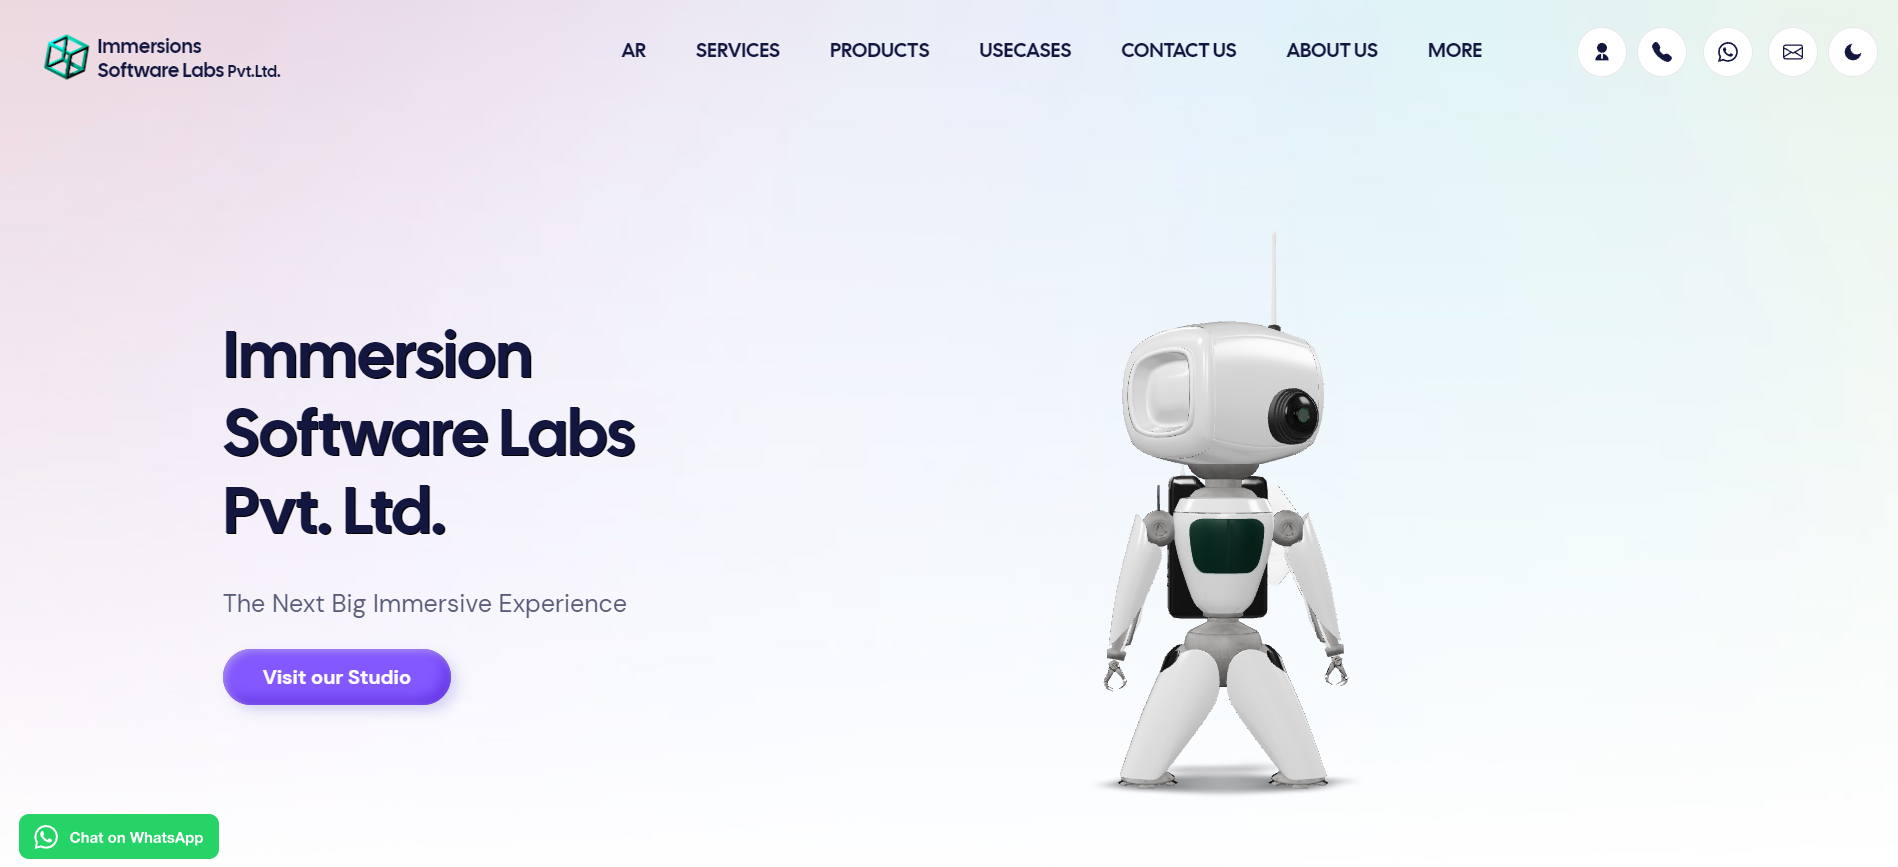 Immersions
Software Labs Pvt.Ltd.
AR SERVICES PRODUCTS USECASES CONTACT US ABOUT US MORE
Immersion
Software Labs
Pvt. Ltd.
The Next Big Immersive Experience
Visit our Studio
Chat on WhatsApp